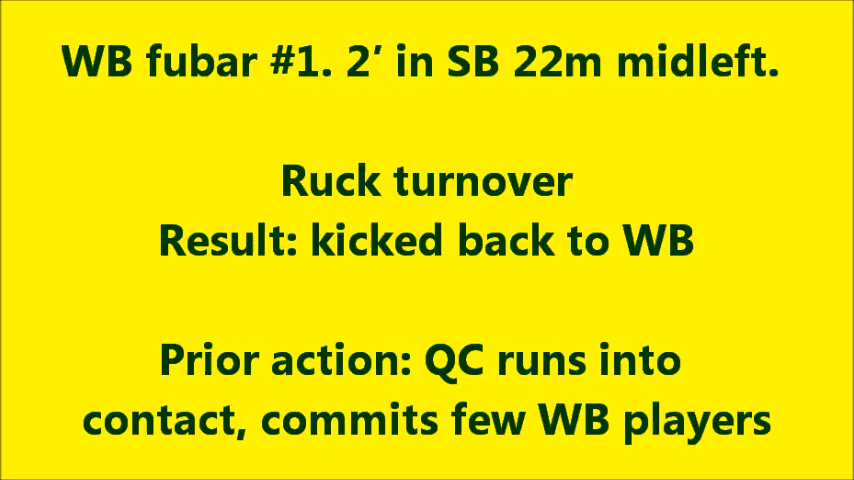 WB fubar #1. 2’ in SB 22m midleft.
Ruck turnover
Result: kicked back to WB
Prior action: QC runs into
contact, commits few WB players